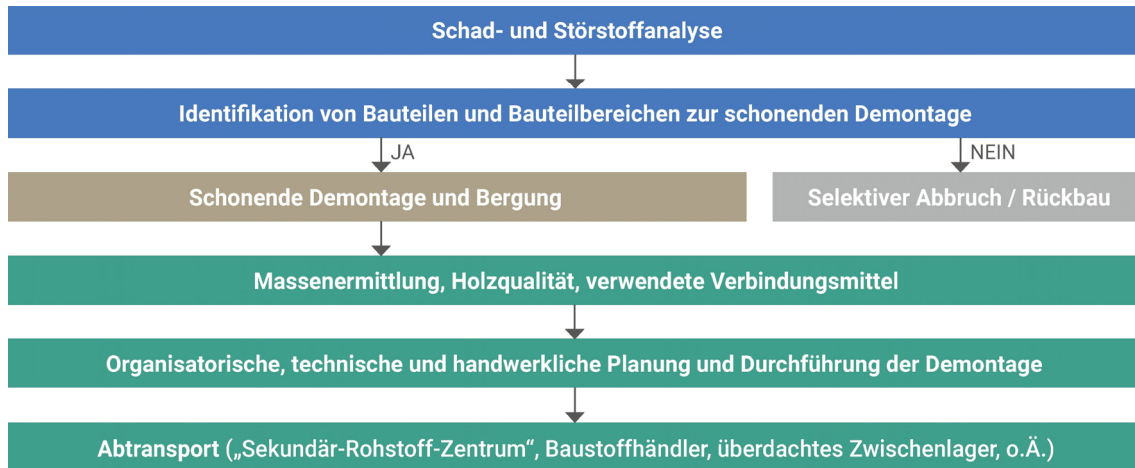 Schad- und Störstoffanalyse
Identifikation von Bauteilen und Bauteilbereichen zur schonenden Demontage
JA
NEIN
Schonende Demontage und Bergung
Selektiver Abbruch / Rückbau
Massenermittlung, Holzqualität, verwendete Verbindungsmittel
Organisatorische, technische und handwerkliche Planung und Durchführung der Demontage
Abtransport („Sekundär-Rohstoff-Zentrum“, Baustoffhändler, überdachtes Zwischenlager, o.Ä.)